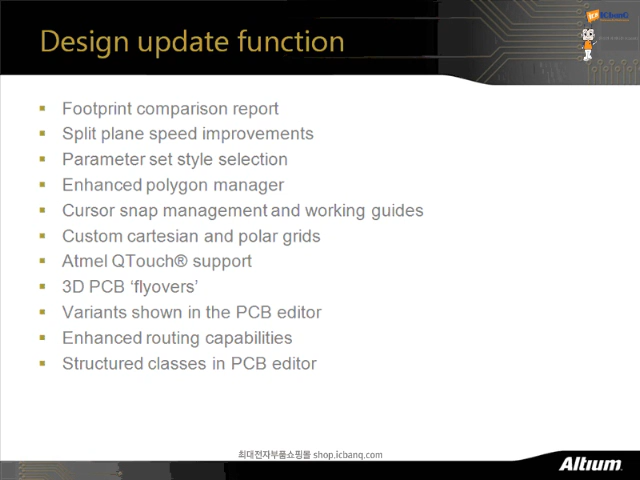 Design update function
ICbanQ
Footprint comparison report
Split plane speed improvements
Parameter set style selection
Enhanced polygon manager
Cursor snap management and working guides
Custom cartesian and polar grids
Atmel QTouch® support
3D PCB ‘flyovers’
Variants shown in the PCB editor
Enhanced routing capabilities
Structured classes in PCB editor
최대전자부품쇼핑몰 shop.icbanq.com
Altium